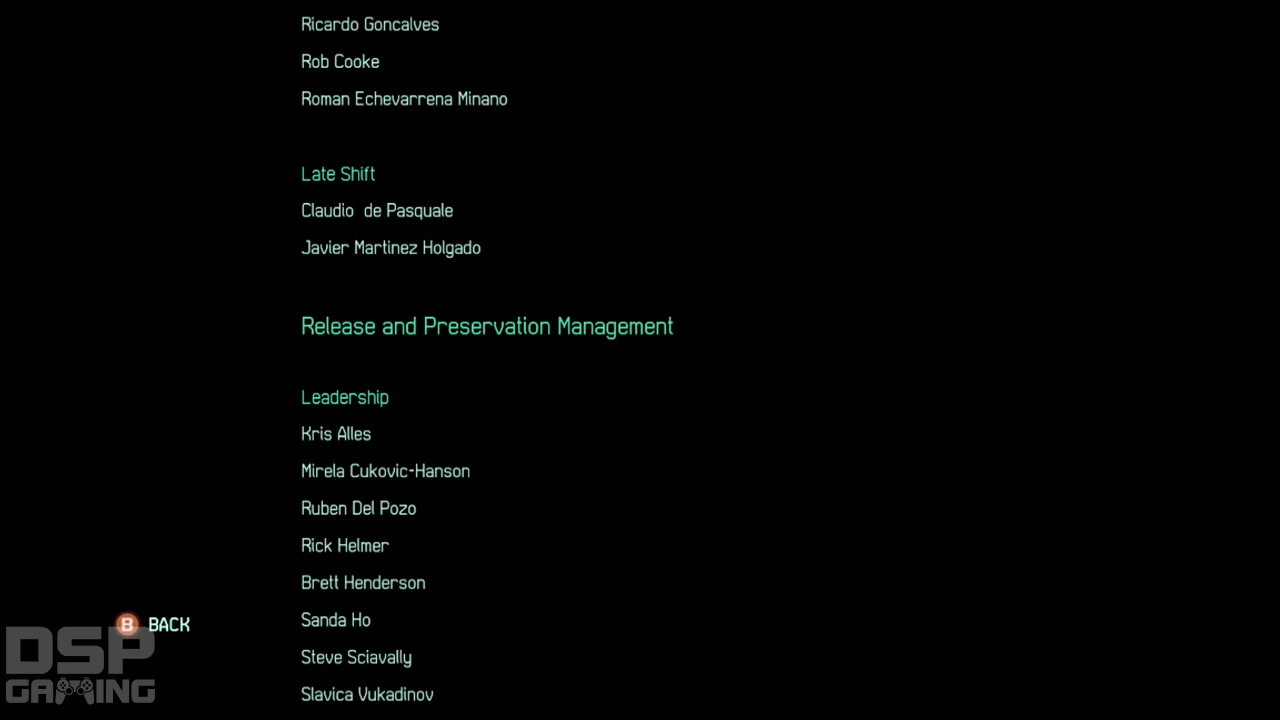 Ricardo Goncalves
Rob Cooke
Roman Echevarrena Minano
Late Shift
Claudio de Pasquale
Javier Martinez Holgado
Release and Preservation Management
Leadership
Kris Alles
Mirela Cukovic-Hanson
Ruben Del Pozo
Rick Helmer
Brett Henderson
Sanda Ho
Steve Sciavally
Slavica Vukadinov
B BACK
DSP
GAMING